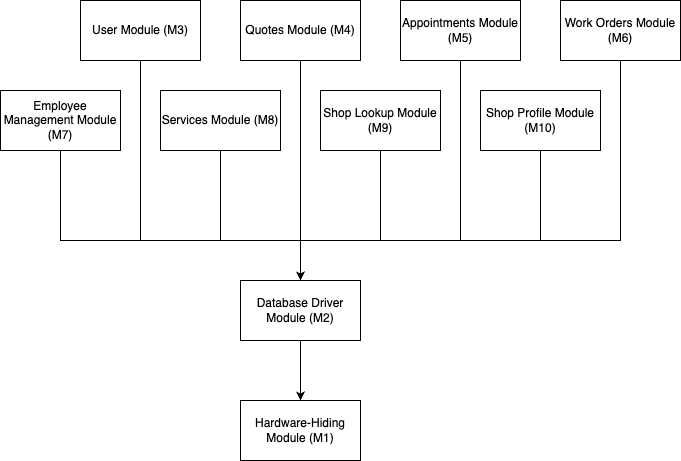 User Module (M3)
Quotes Module (M4)
Appointments Module
(M5)
Work Orders Module
(M6)
Employee
Management Module
(M7)
Services Module (M8)
Shop Lookup Module
(M9)
Shop Profile Module
(M10)
Database Driver
Module (M2)
Hardware-Hiding
Module (M1)